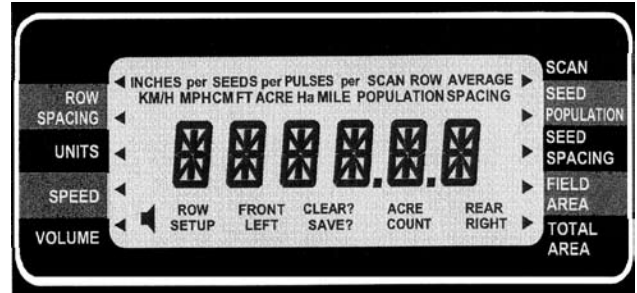 INCHES per SEEDS per PULSES per SCAN ROW AVERAGE
KM/H MPHCM FT ACRE Ha MILE POPULATION SPACING
ROW
SPACING
UNITS
SPEED
VOLUME
ROW
SETUP
FRONT
LEFT
CLEAR?
SAVE?
ACRE
COUNT
REAR
RIGHT
SCAN
SEED
POPULATION
SEED
SPACING
FIELD
AREA
TOTAL
AREA